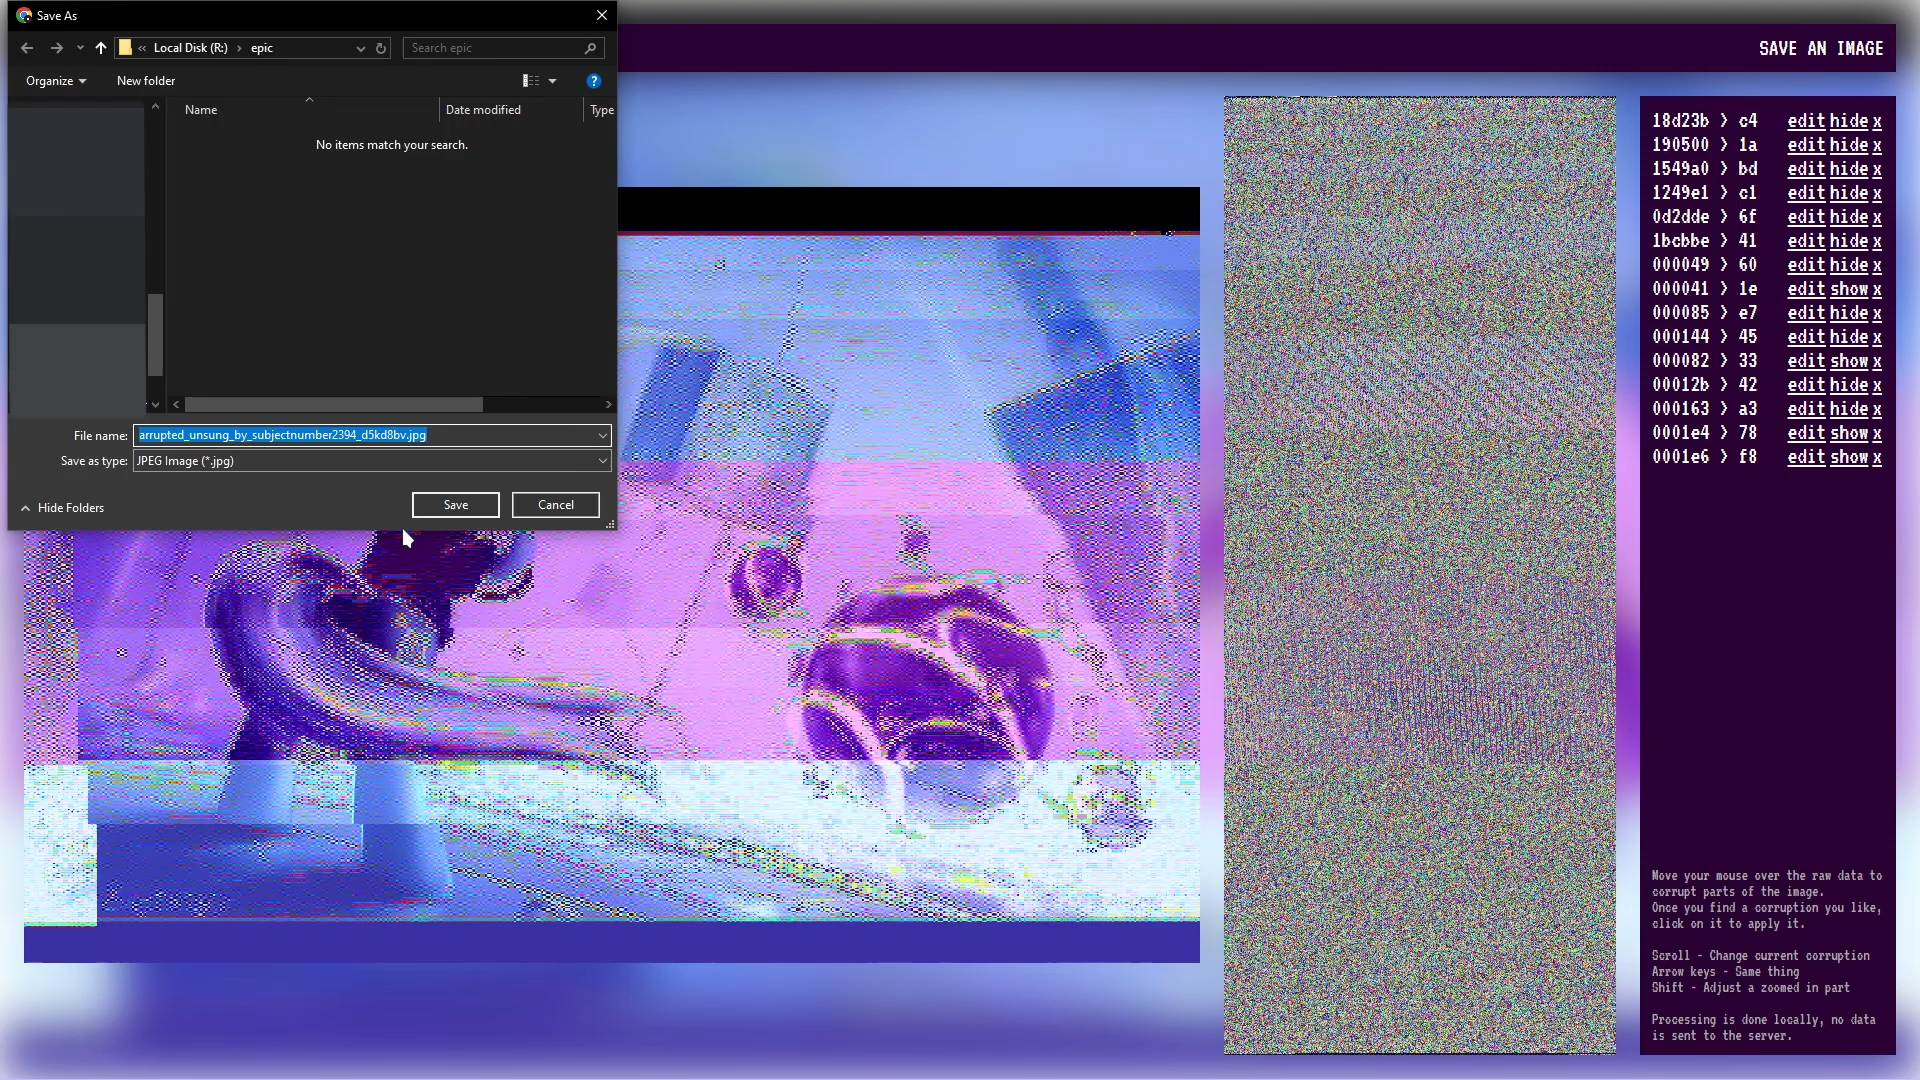 Save As
« Local Disk (R:) › epic
Search epic
Organize
New folder
?
Name
Date modified
Type
No items match your search.
File name: arrupted_unsung_by_subjectnumber2394_d5kd8bv.jpg
Save as type: JPEG Image (*.jpg)
Hide Folders
Save
Cancel
SAVE AN IMAGE
18d23b > c4 edit hide x
190500 > 1a edit hide x
1549a0 > bd edit hide x
1249e1 > c1 edit hide x
0d2dde > 6f edit hide x
1bcbbe > 41 edit hide x
000049 > 60 edit hide x
000041 > 1e edit show x
000085 > e7 edit hide x
000144 > 45 edit hide x
000082 > 33 edit show x
00012b > 42 edit hide x
000163 > a3 edit hide x
0001e4 > 78 edit show x
0001e6 > f8 edit show x
Move your mouse over the raw data to
corrupt parts of the image.
Once you find a corruption you like,
click on it to apply it.
Scroll - Change current corruption
Arrow keys - Same thing
Shift - Adjust a zoomed in part
Processing is done locally, no data
is sent to the server.